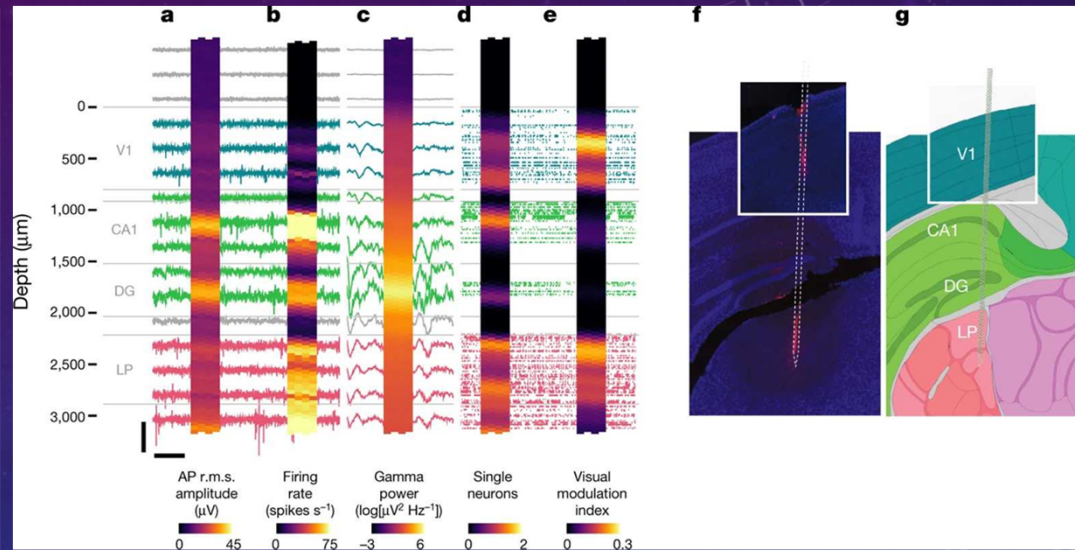 a b c d e f g
Depth (μm)
0
500
1,000
1,500
2,000
2,500
3,000
V1
CA1
DG
LP
AP r.m.s.
amplitude
(μV)
0 45
Firing
rate
(spikes s⁻¹)
0 75
Gamma
power
(log[μV² Hz⁻¹])
−3 6
Single
neurons
0 2
Visual
modulation
index
0 0.3
V1
CA1
DG
LP